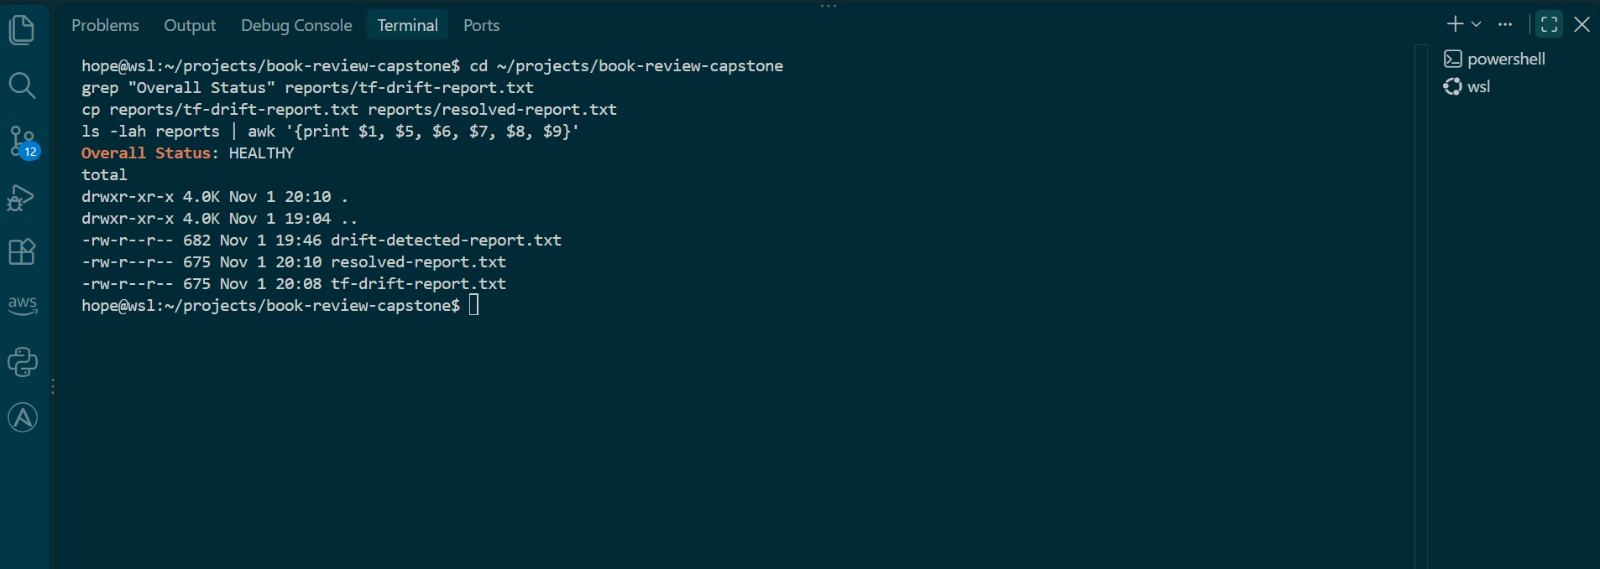 Problems Output Debug Console Terminal Ports
powershell
wsl
12
aws
hope@wsl:~/projects/book-review-capstone$ cd ~/projects/book-review-capstone
grep "Overall Status" reports/tf-drift-report.txt
cp reports/tf-drift-report.txt reports/resolved-report.txt
ls -lah reports | awk '{print $1, $5, $6, $7, $8, $9}'
Overall Status: HEALTHY
total
drwxr-xr-x 4.0K Nov 1 20:10 .
drwxr-xr-x 4.0K Nov 1 19:04 ..
-rw-r--r-- 682 Nov 1 19:46 drift-detected-report.txt
-rw-r--r-- 675 Nov 1 20:10 resolved-report.txt
-rw-r--r-- 675 Nov 1 20:08 tf-drift-report.txt
hope@wsl:~/projects/book-review-capstone$